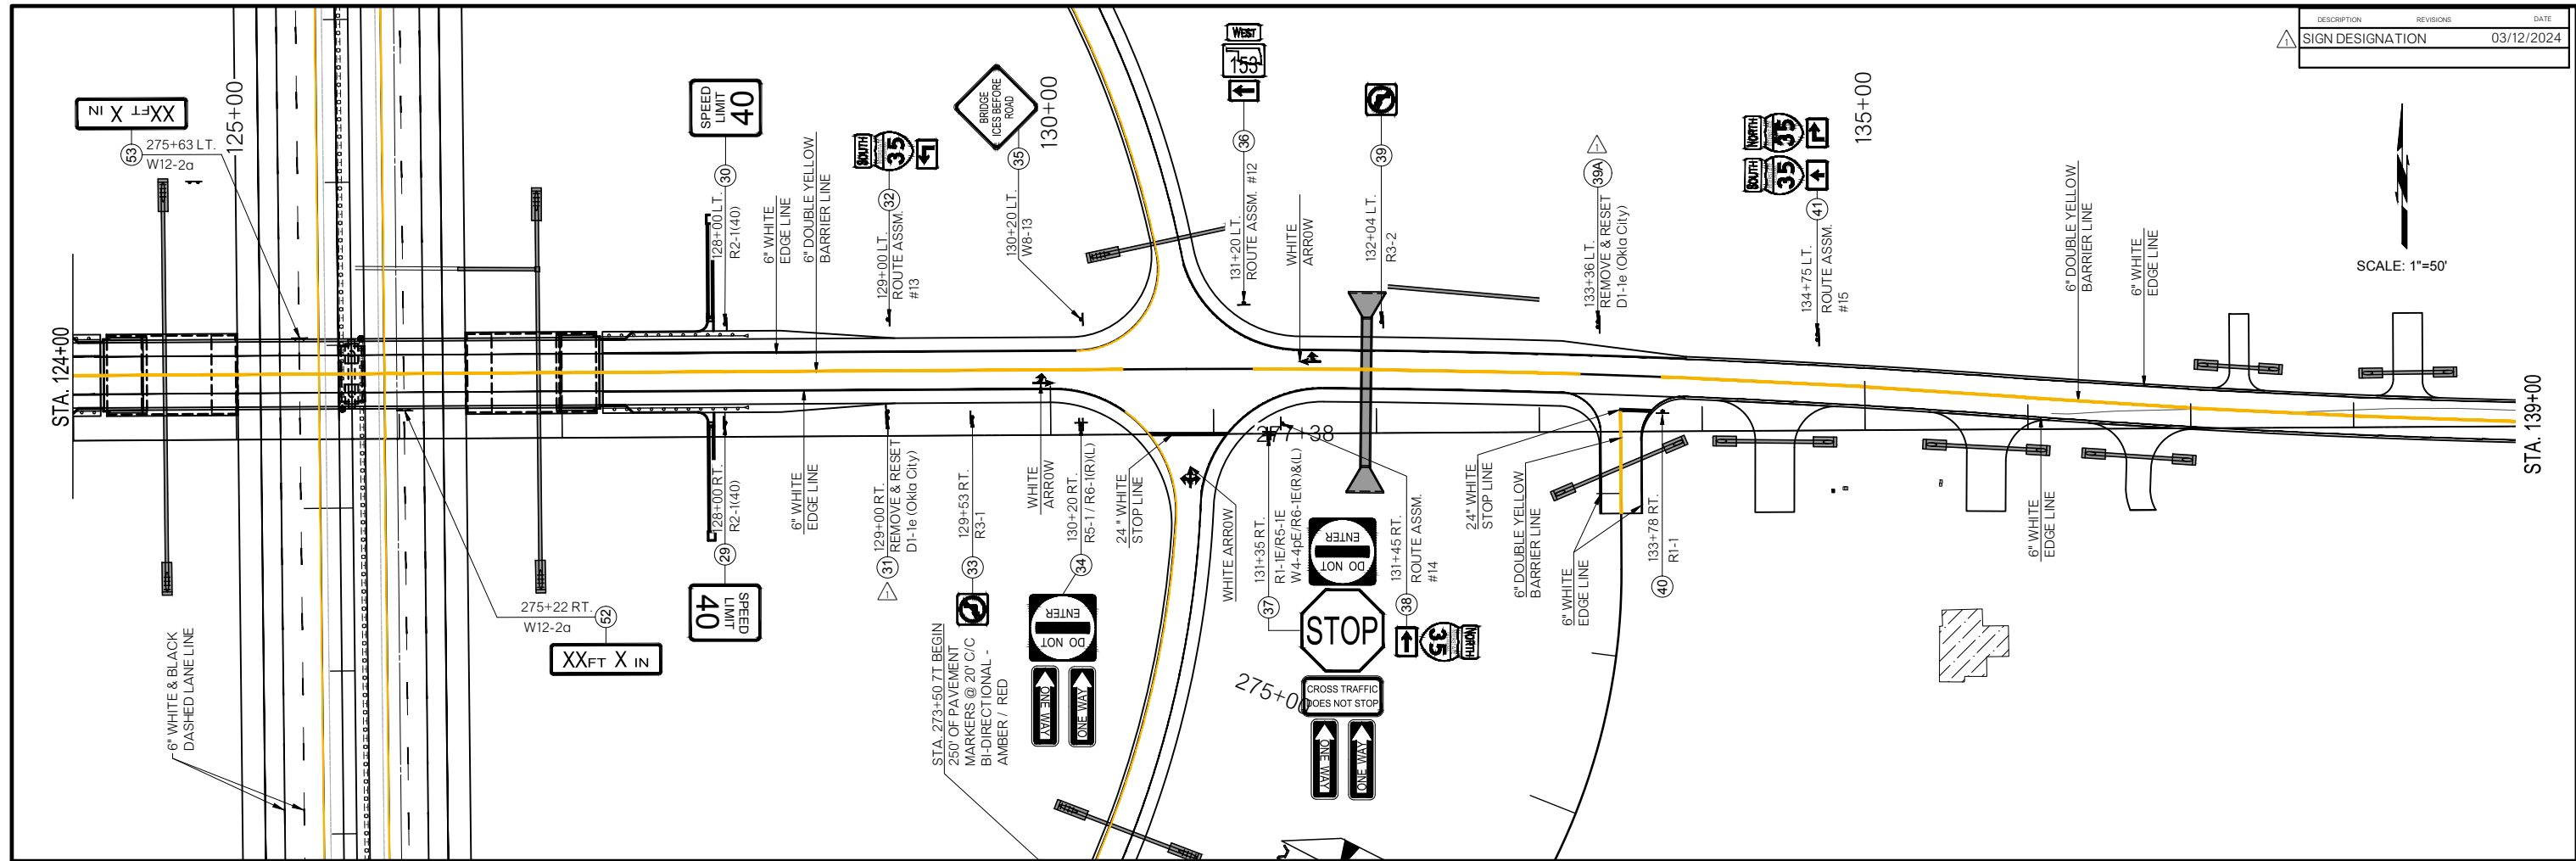 DESCRIPTION REVISIONS DATE
1 SIGN DESIGNATION 03/12/2024
SCALE: 1"=50'
STA. 124+00
STA. 139+00
125+00
130+00
135+00
XXFT X IN
53
275+63 LT.
W12-2a
SPEED
LIMIT
40
30
128+00 LT.
R2-1(40)
6" WHITE
EDGE LINE
6" DOUBLE YELLOW
BARRIER LINE
SOUTH
35
32
129+00 LT.
ROUTE ASSM.
#13
BRIDGE
ICES BEFORE
ROAD
35
130+20 LT.
W8-13
WEST
153
36
131+20 LT.
ROUTE ASSM. #12
WHITE
ARROW
39
132+04 LT.
R3-2
1
39A
133+36 LT.
REMOVE & RESET
D1-1e (Okla City)
NORTH
35
SOUTH
35
41
134+75 LT.
ROUTE ASSM.
#15
6" DOUBLE YELLOW
BARRIER LINE
6" WHITE
EDGE LINE
6" WHITE & BLACK
DASHED LANE LINE
275+22 RT.
W12-2a
52
XXFT X IN
128+00 RT.
R2-1(40)
29
SPEED
LIMIT
40
6" WHITE
EDGE LINE
129+00 RT.
REMOVE & RESET
D1-1e (Okla City)
31
1
129+53 RT.
R3-1
33
STA. 273+50 7T BEGIN
250' OF PAVEMENT
MARKERS @ 20' C/C
BI-DIRECTIONAL -
AMBER / RED
WHITE
ARROW
130+20 RT.
R5-1 / R6-1(R)(L)
34
DO NOT
ENTER
ONE WAY
ONE WAY
24" WHITE
STOP LINE
WHITE ARROW
277+38
131+35 RT.
R1-1E/R5-1E
W4-4pE/R6-1E(R)&(L)
37
DO NOT
ENTER
STOP
CROSS TRAFFIC
DOES NOT STOP
ONE WAY
ONE WAY
275+00
131+45 RT.
ROUTE ASSM.
#14
38
NORTH
35
24" WHITE
STOP LINE
6" DOUBLE YELLOW
BARRIER LINE
6" WHITE
EDGE LINE
133+78 RT.
R1-1
40
6" WHITE
EDGE LINE